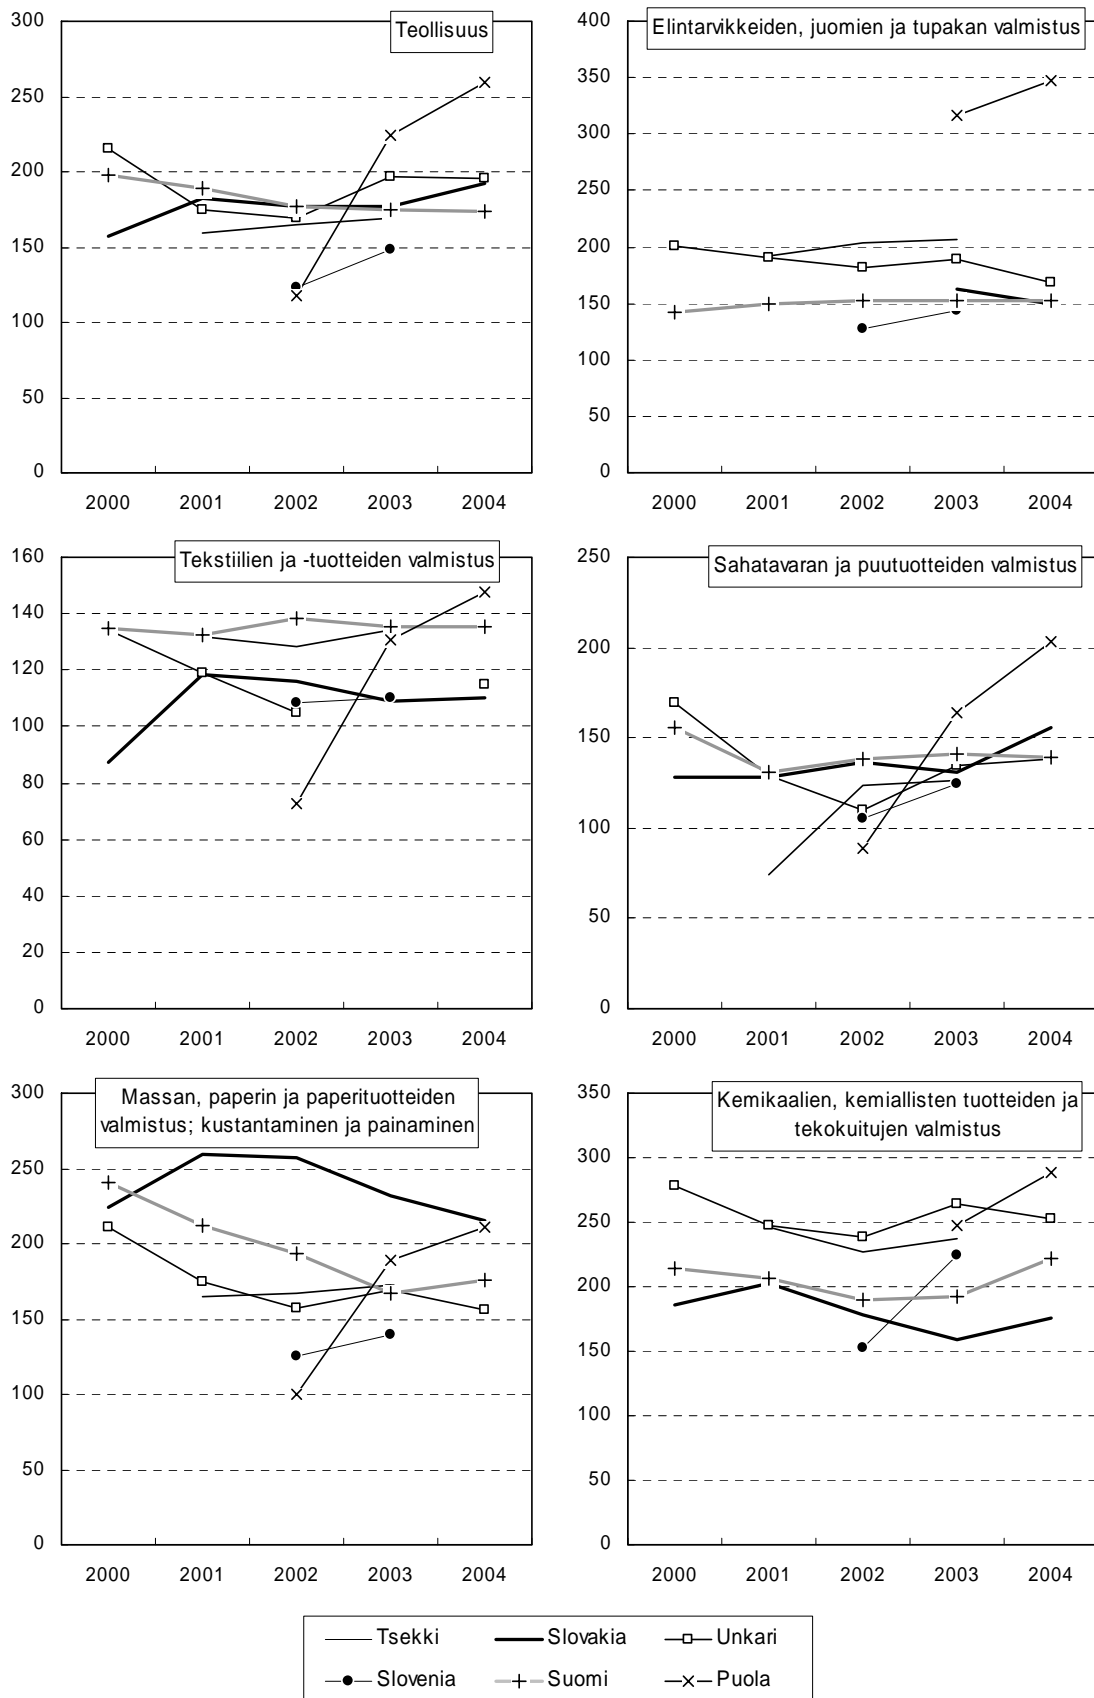 Teollisuus
300
250
200
150
100
50
0
2000 2001 2002 2003 2004
Elintarvikkeiden, juomien ja tupakan valmistus
400
350
300
250
200
150
100
50
0
2000 2001 2002 2003 2004
Tekstiilien ja -tuotteiden valmistus
160
140
120
100
80
60
40
20
0
2000 2001 2002 2003 2004
Sahatavaran ja puutuotteiden valmistus
250
200
150
100
50
0
2000 2001 2002 2003 2004
Massan, paperin ja paperituotteiden
valmistus; kustantaminen ja painaminen
300
250
200
150
100
50
0
2000 2001 2002 2003 2004
Kemikaalien, kemiallisten tuotteiden ja
tekokuitujen valmistus
350
300
250
200
150
100
50
0
2000 2001 2002 2003 2004
Tsekki Slovakia Unkari
Slovenia Suomi Puola